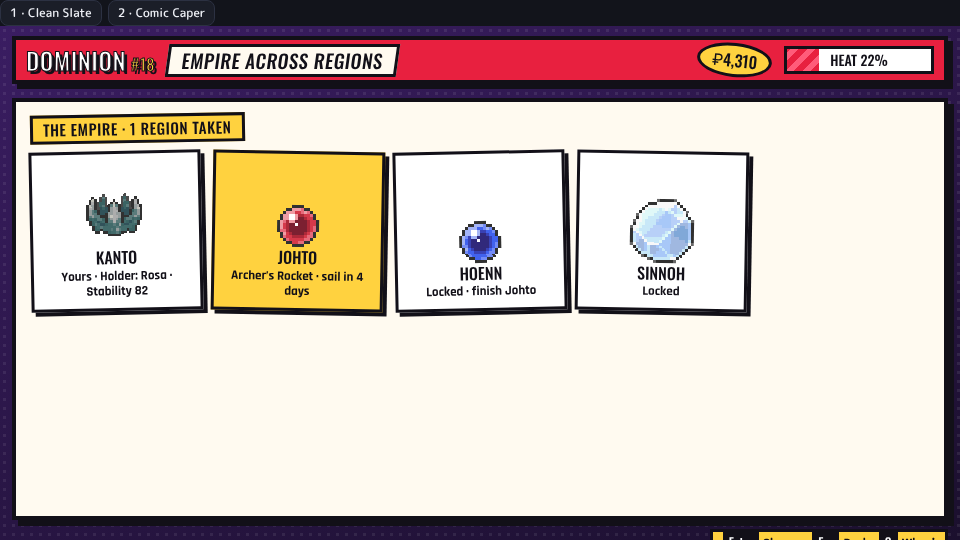 1 · Clean Slate
2 · Comic Caper
DOMINION #18
EMPIRE ACROSS REGIONS
₽4,310
HEAT 22%
THE EMPIRE · 1 REGION TAKEN
KANTO
Yours · Holder: Rosa ·
Stability 82
JOHTO
Archer's Rocket · sail in 4
days
HOENN
Locked · finish Johto
SINNOH
Locked